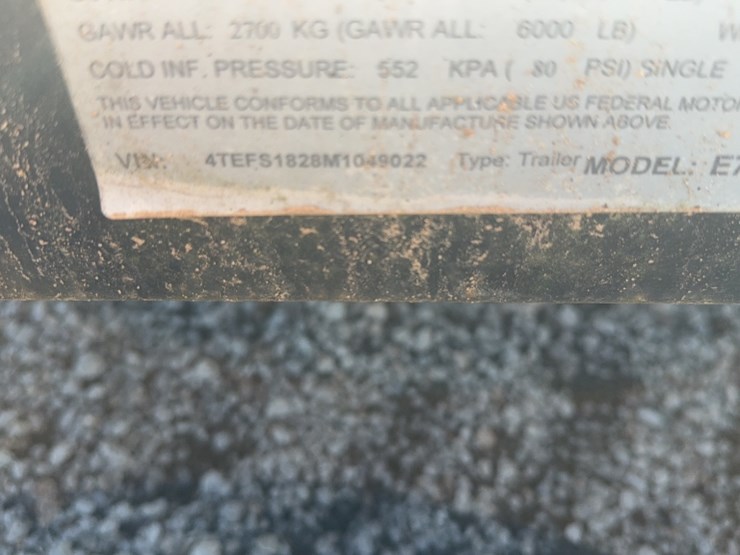 GAWR ALL: 2700 KG (GAWR ALL: 6000 LB)
COLD INF. PRESSURE: 552 KPA ( 80 PSI) SINGLE
THIS VEHICLE CONFORMS TO ALL APPLICABLE US FEDERAL MOTO
IN EFFECT ON THE DATE OF MANUFACTURE SHOWN ABOVE.
VIN: 4TEFS1828M1049022 Type: Trailer MODEL: E7